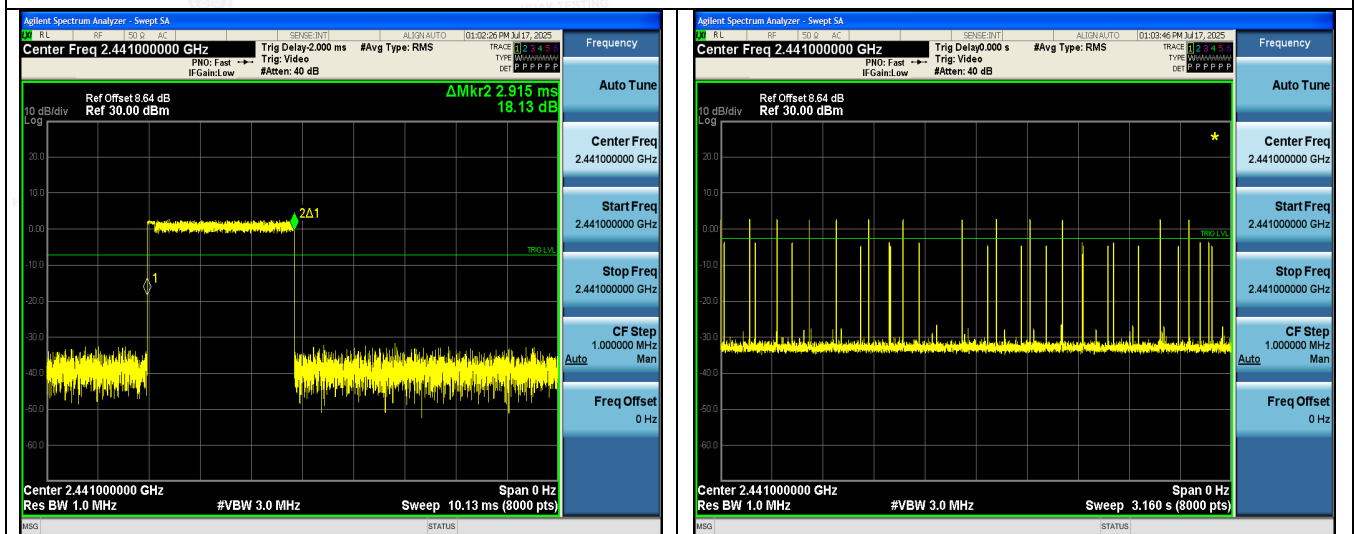 Agilent Spectrum Analyzer - Swept SA
LXI RL RF 50 Ω AC SENSE:INT ALIGN AUTO 01:02:26 PM Jul 17, 2025
Center Freq 2.441000000 GHz
Trig Delay-2.000 ms #Avg Type: RMS
TRACE 1 2 3 4 5 6
PNO: Fast Trig: Video
TYPE W
IFGain:Low #Atten: 40 dB
DET P P P P P P
ΔMkr2 2.915 ms
18.13 dB
Ref Offset 8.64 dB
10 dB/div Ref 30.00 dBm
Log
20.0
10.0
0.00
-10.0
-20.0
-30.0
-40.0
-50.0
-60.0
2Δ1
TRIG LVL
1
Center 2.441000000 GHz Span 0 Hz
Res BW 1.0 MHz #VBW 3.0 MHz Sweep 10.13 ms (8000 pts)
MSG STATUS
Frequency
Auto Tune
Center Freq
2.441000000 GHz
Start Freq
2.441000000 GHz
Stop Freq
2.441000000 GHz
CF Step
1.000000 MHz
Auto Man
Freq Offset
0 Hz
Agilent Spectrum Analyzer - Swept SA
LXI RL RF 50 Ω AC SENSE:INT ALIGN AUTO 01:03:46 PM Jul 17, 2025
Center Freq 2.441000000 GHz
Trig Delay0.000 s #Avg Type: RMS
TRACE 1 2 3 4 5 6
PNO: Fast Trig: Video
TYPE W
IFGain:Low #Atten: 40 dB
DET P P P P P P
Ref Offset 8.64 dB
10 dB/div Ref 30.00 dBm
Log
*
20.0
10.0
0.00
-10.0
-20.0
-30.0
-40.0
-50.0
-60.0
TRIG LVL
Center 2.441000000 GHz Span 0 Hz
Res BW 1.0 MHz #VBW 3.0 MHz Sweep 3.160 s (8000 pts)
MSG STATUS
Frequency
Auto Tune
Center Freq
2.441000000 GHz
Start Freq
2.441000000 GHz
Stop Freq
2.441000000 GHz
CF Step
1.000000 MHz
Auto Man
Freq Offset
0 Hz